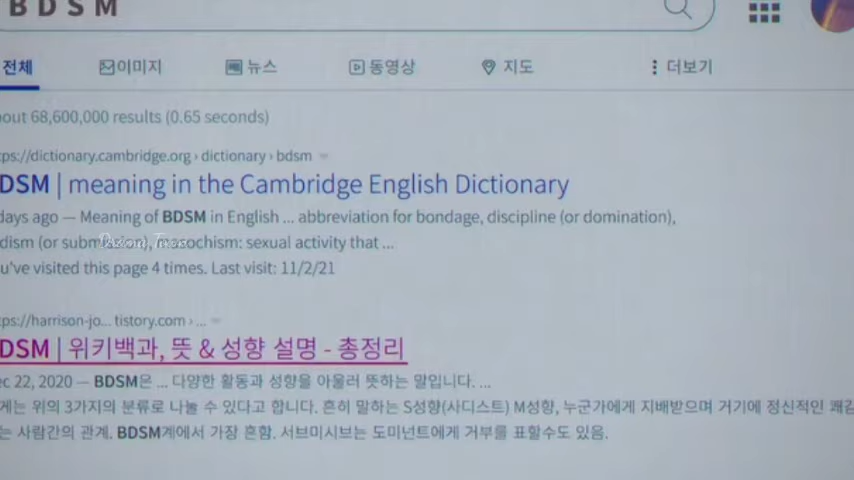 BDSM
전체 이미지 뉴스 동영상 지도 더보기
out 68,600,000 results (0.65 seconds)
ps://dictionary.cambridge.org › dictionary › bdsm
DSM | meaning in the Cambridge English Dictionary
days ago — Meaning of BDSM in English ... abbreviation for bondage, discipline (or domination),
dism (or submission), masochism: sexual activity that ...
u've visited this page 4 times. Last visit: 11/2/21
ps://harrison-jo... tistory.com › ...
DSM | 위키백과, 뜻 & 성향 설명 - 총정리
ec 22, 2020 — BDSM은 ... 다양한 활동과 성향을 아울러 뜻하는 말입니다. ...
게는 위의 3가지의 분류로 나눌 수 있다고 합니다. 흔히 말하는 S성향(사디스트) M성향, 누군가에게 지배받으며 거기에 정신적인 쾌감
는 사람간의 관계. BDSM계에서 가장 흔함. 서브미시브는 도미넌트에게 거부를 표할수도 있음.